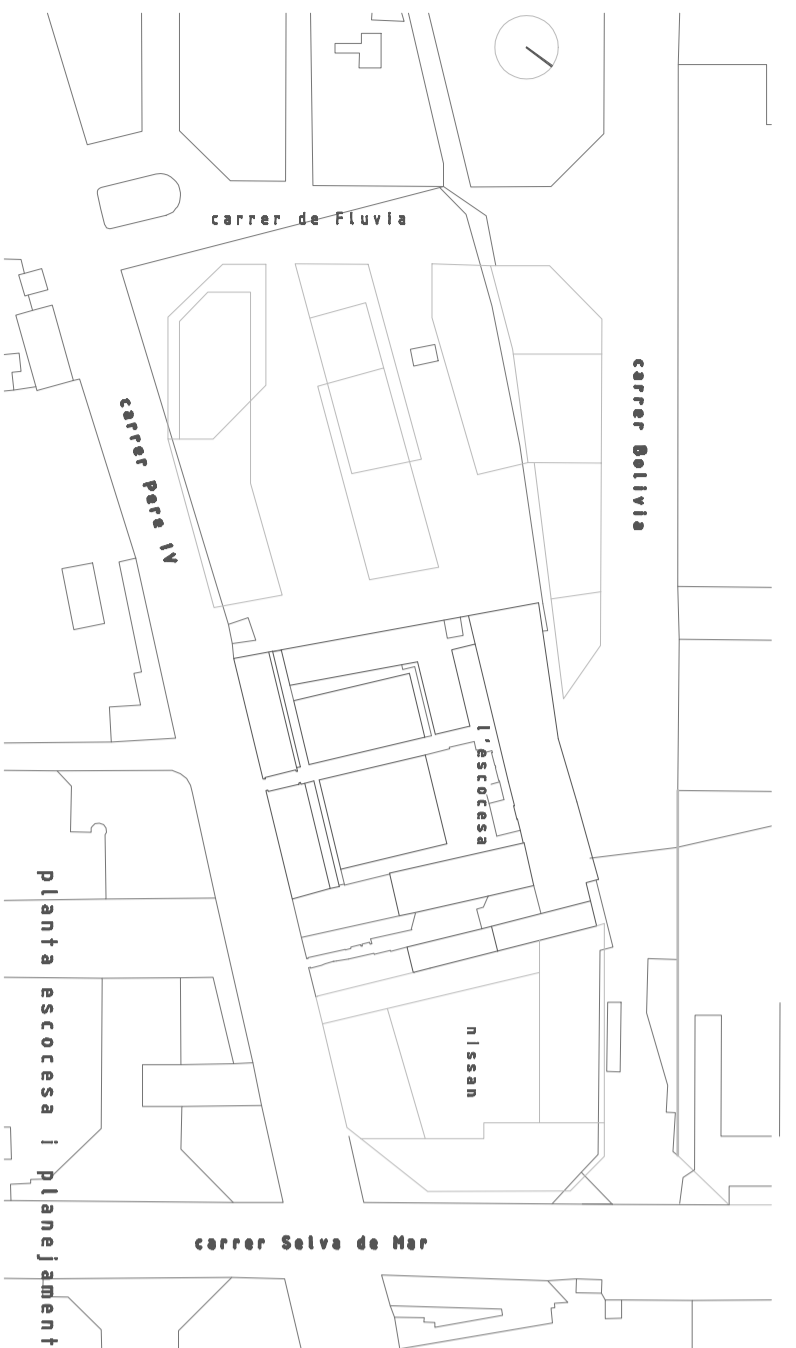 carrer de Fluvia
carrer Bolivia
carrer Pere IV
l'escocesa
planta escocesa i planejament
nissan
carrer Selva de Mar